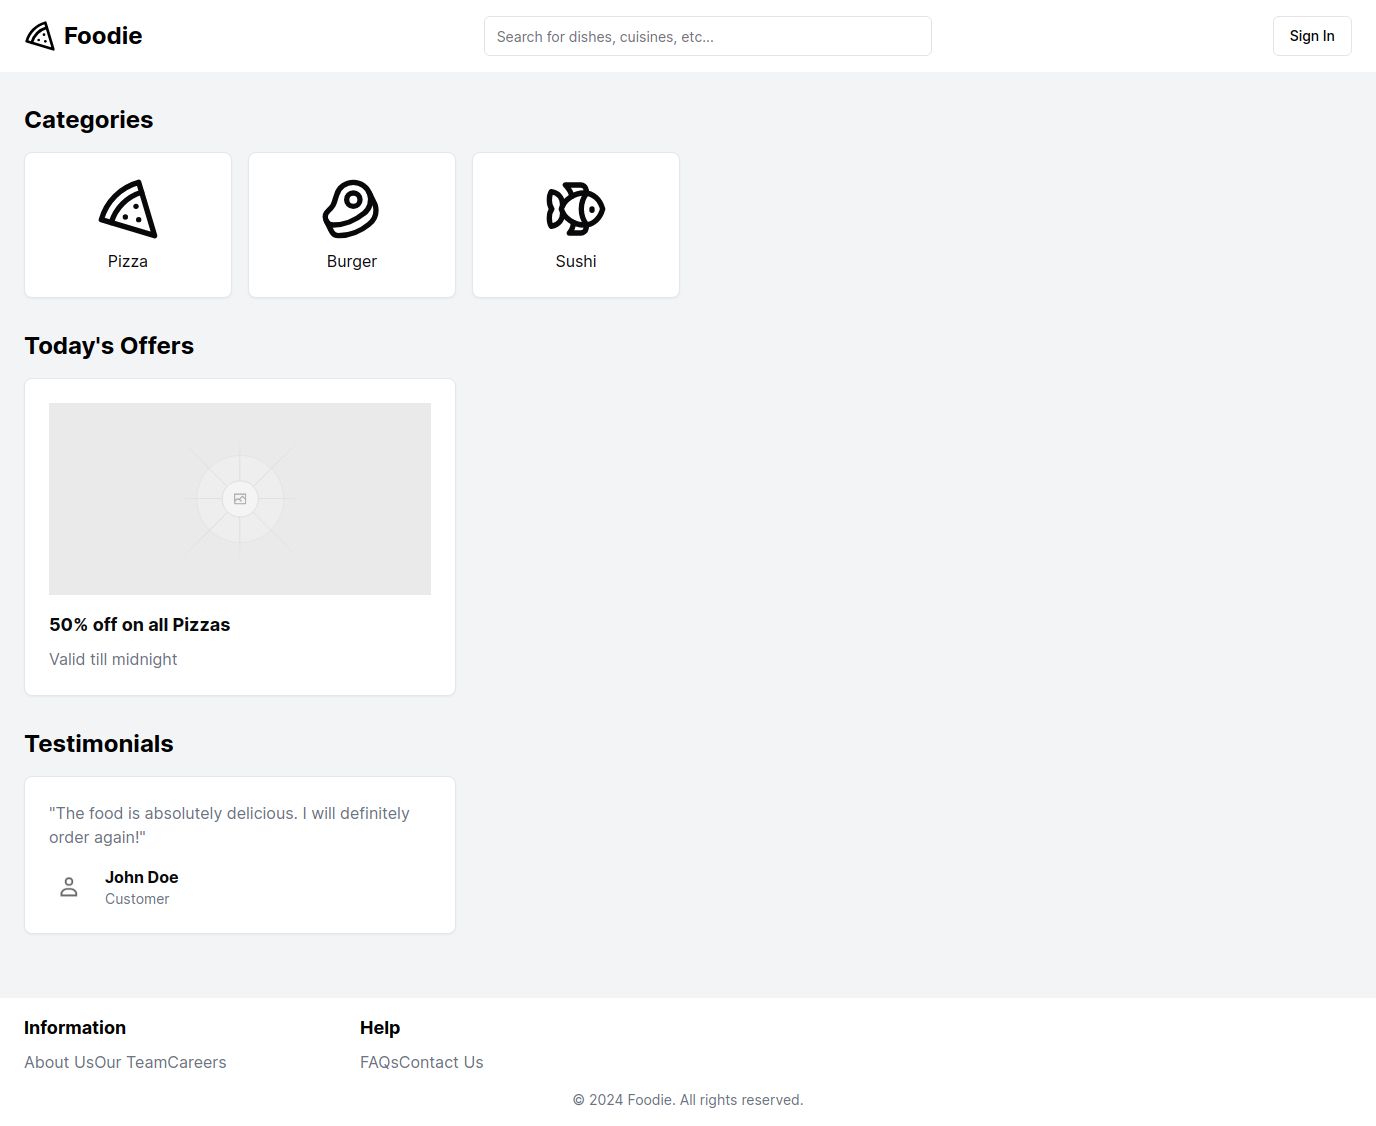 Foodie
Search for dishes, cuisines, etc...
Sign In
Categories
Pizza
Burger
Sushi
Today's Offers
50% off on all Pizzas
Valid till midnight
Testimonials
"The food is absolutely delicious. I will definitely
order again!"
John Doe
Customer
Information
About UsOur TeamCareers
Help
FAQsContact Us
© 2024 Foodie. All rights reserved.